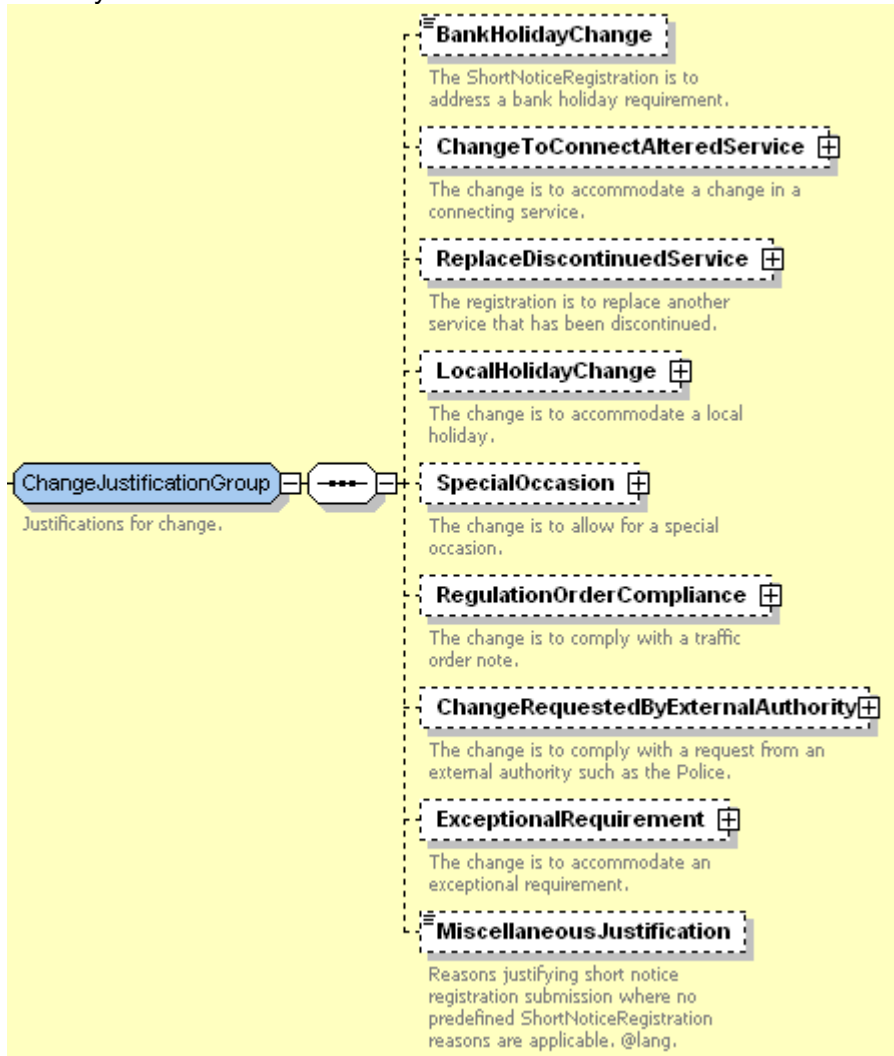 BankHolidayChange
The ShortNoticeRegistration is to
address a bank holiday requirement.
ChangeToConnectAlteredService
The change is to accommodate a change in a
connecting service.
ReplaceDiscontinuedService
The registration is to replace another
service that has been discontinued.
LocalHolidayChange
The change is to accommodate a local
holiday.
ChangeJustificationGroup
Justifications for change.
SpecialOccasion
The change is to allow for a special
occasion.
RegulationOrderCompliance
The change is to comply with a traffic
order note.
ChangeRequestedByExternalAuthority
The change is to comply with a request from an
external authority such as the Police.
ExceptionalRequirement
The change is to accommodate an
exceptional requirement.
MiscellaneousJustification
Reasons justifying short notice
registration submission where no
predefined ShortNoticeRegistration
reasons are applicable. @lang.